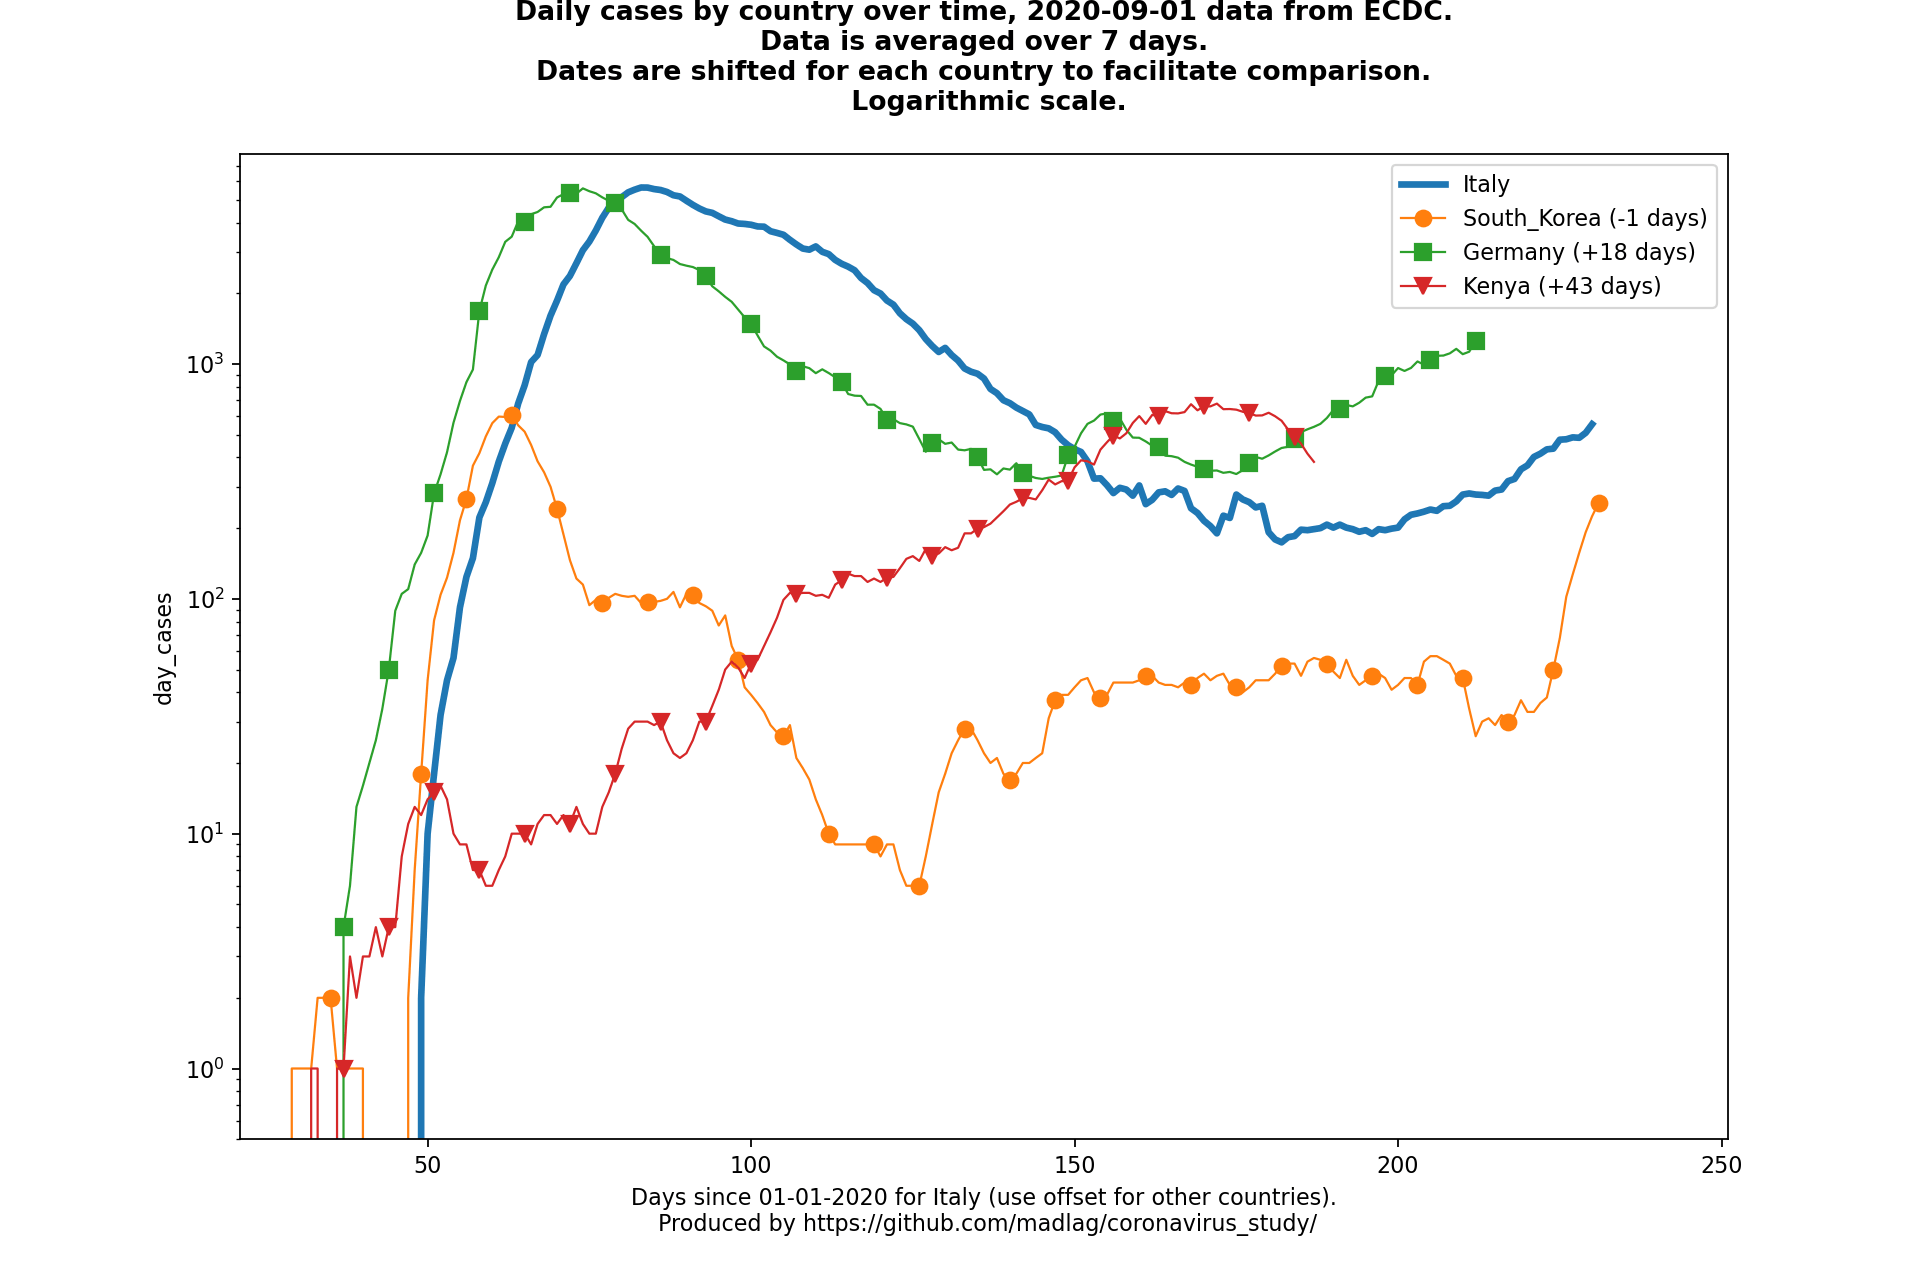 Daily cases by country over time, 2020-09-01 data from ECDC.
Data is averaged over 7 days.
Dates are shifted for each country to facilitate comparison.
Logarithmic scale.
Italy
South_Korea (-1 days)
Germany (+18 days)
Kenya (+43 days)
day_cases
10³
10²
10¹
10⁰
50
100
150
200
250
Days since 01-01-2020 for Italy (use offset for other countries).
Produced by https://github.com/madlag/coronavirus_study/